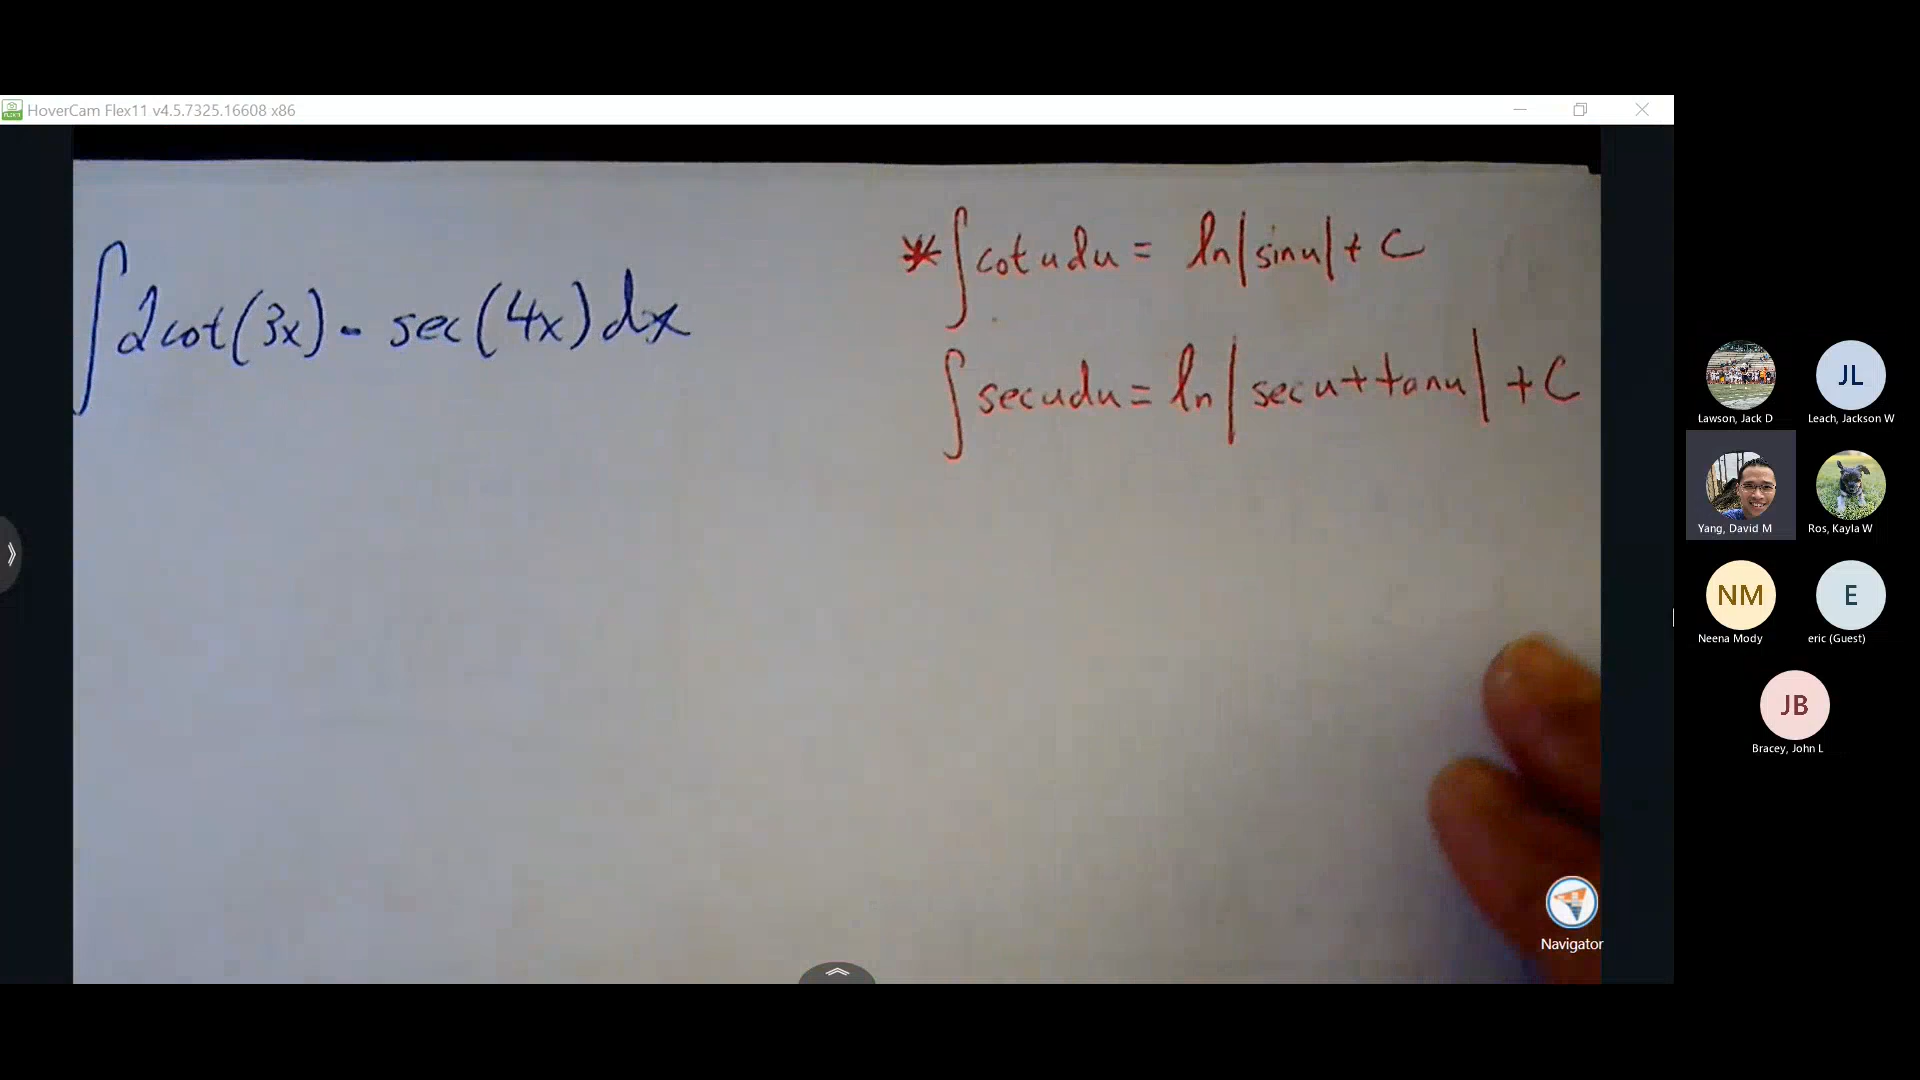 HoverCam Flex11 v4.5.7325.16608 x86
∫2cot(3x) - sec(4x)dx
*∫cot u du = ln|sin u| + C
∫sec u du = ln|sec u + tan u| + C
Lawson, Jack D
JL
Leach, Jackson W
Yang, David M
Ros, Kayla W
NM
Neena Mody
E
eric (Guest)
JB
Bracey, John L
Navigator